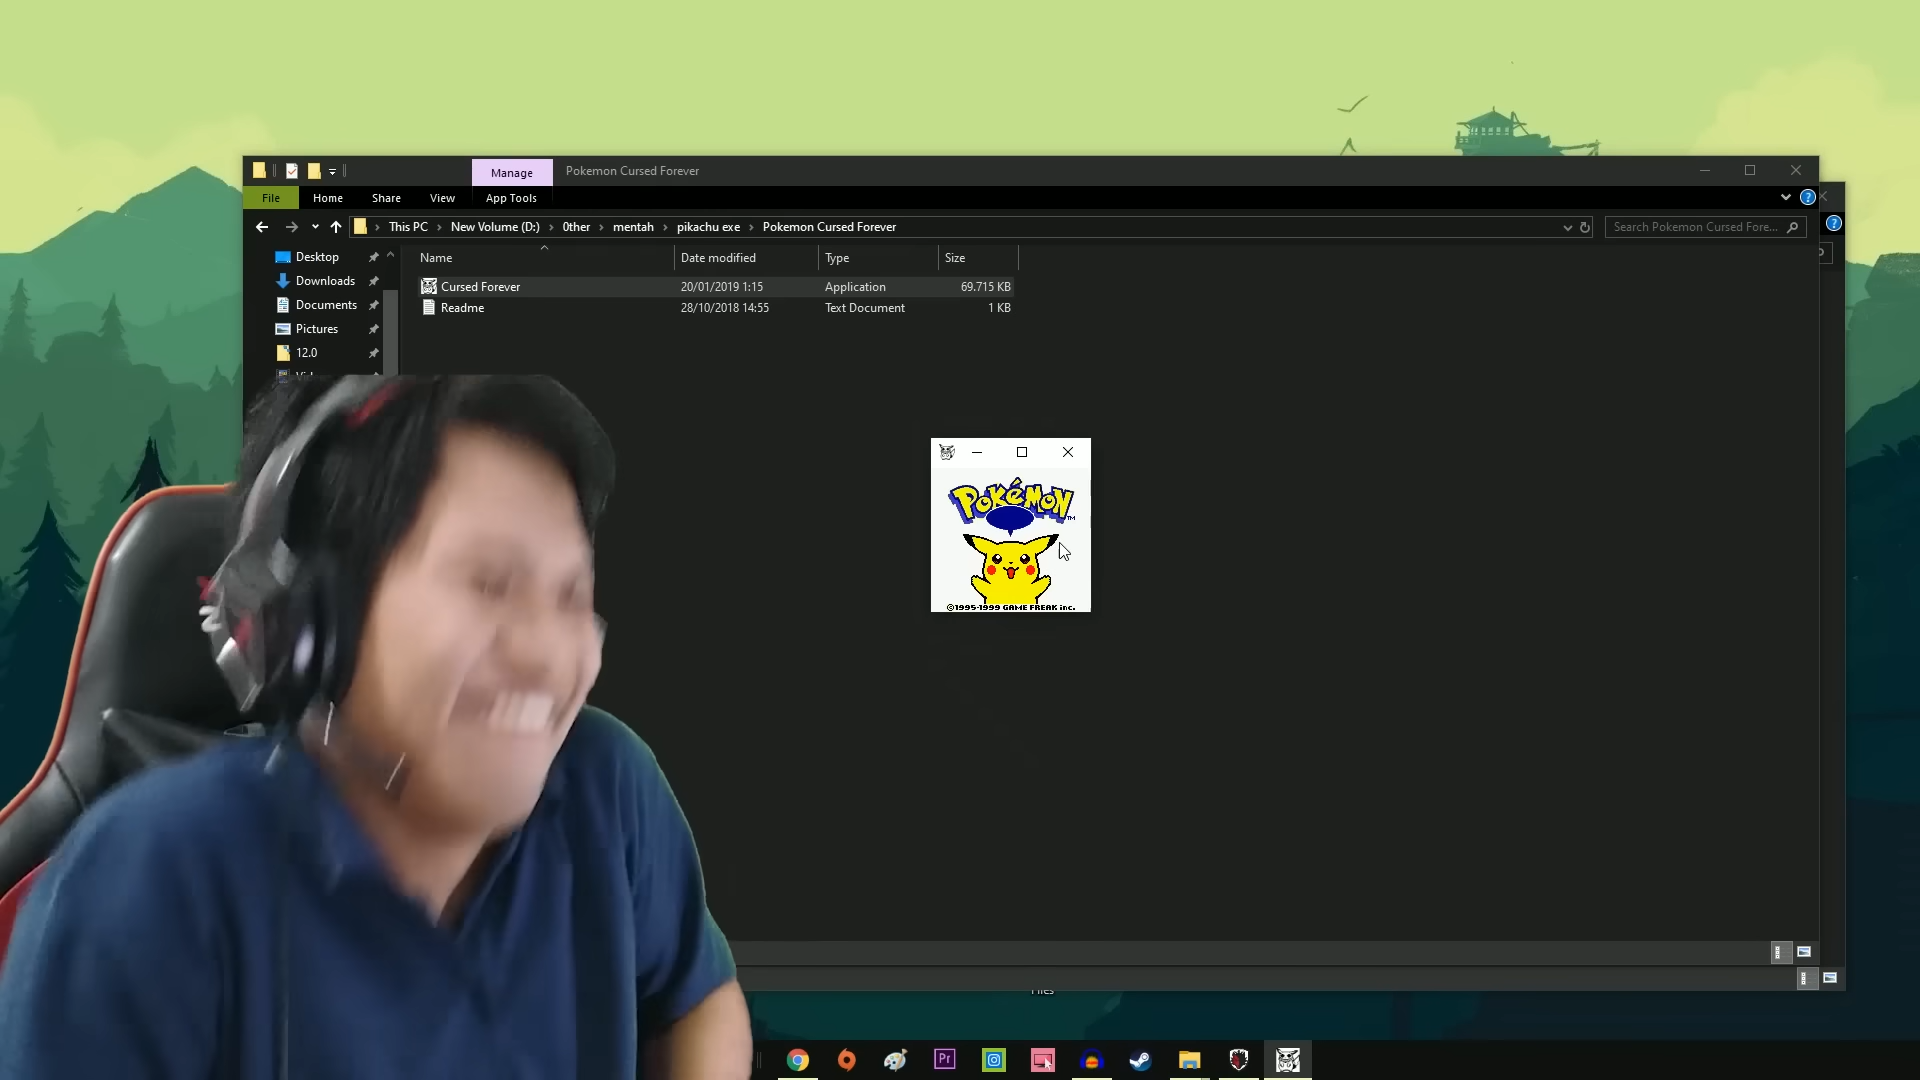 Manage
Pokemon Cursed Forever
File
Home
Share
View
App Tools
This PC
New Volume (D:)
0ther
mentah
pikachu exe
Pokemon Cursed Forever
Search Pokemon Cursed Fore...
Name
Date modified
Type
Size
Desktop
Downloads
Documents
Pictures
12.0
Cursed Forever
20/01/2019 1:15
Application
69.715 KB
Readme
28/10/2018 14:55
Text Document
1 KB
POKéMON™
©1995-1999 GAME FREAK inc.
Pr